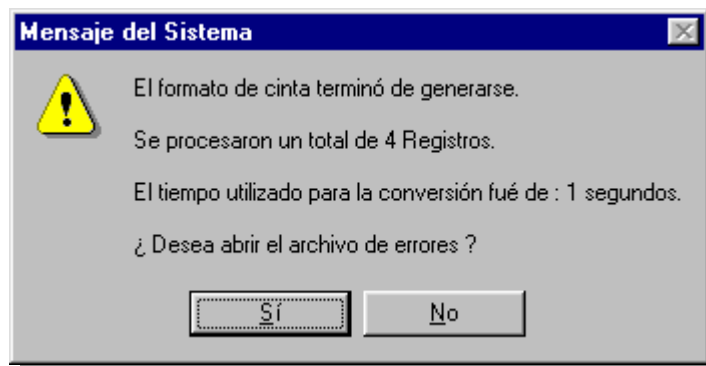 Mensaje del Sistema
El formato de cinta terminó de generarse.
Se procesaron un total de 4 Registros.
El tiempo utilizado para la conversión fué de : 1 segundos.
¿ Desea abrir el archivo de errores ?
Sí No